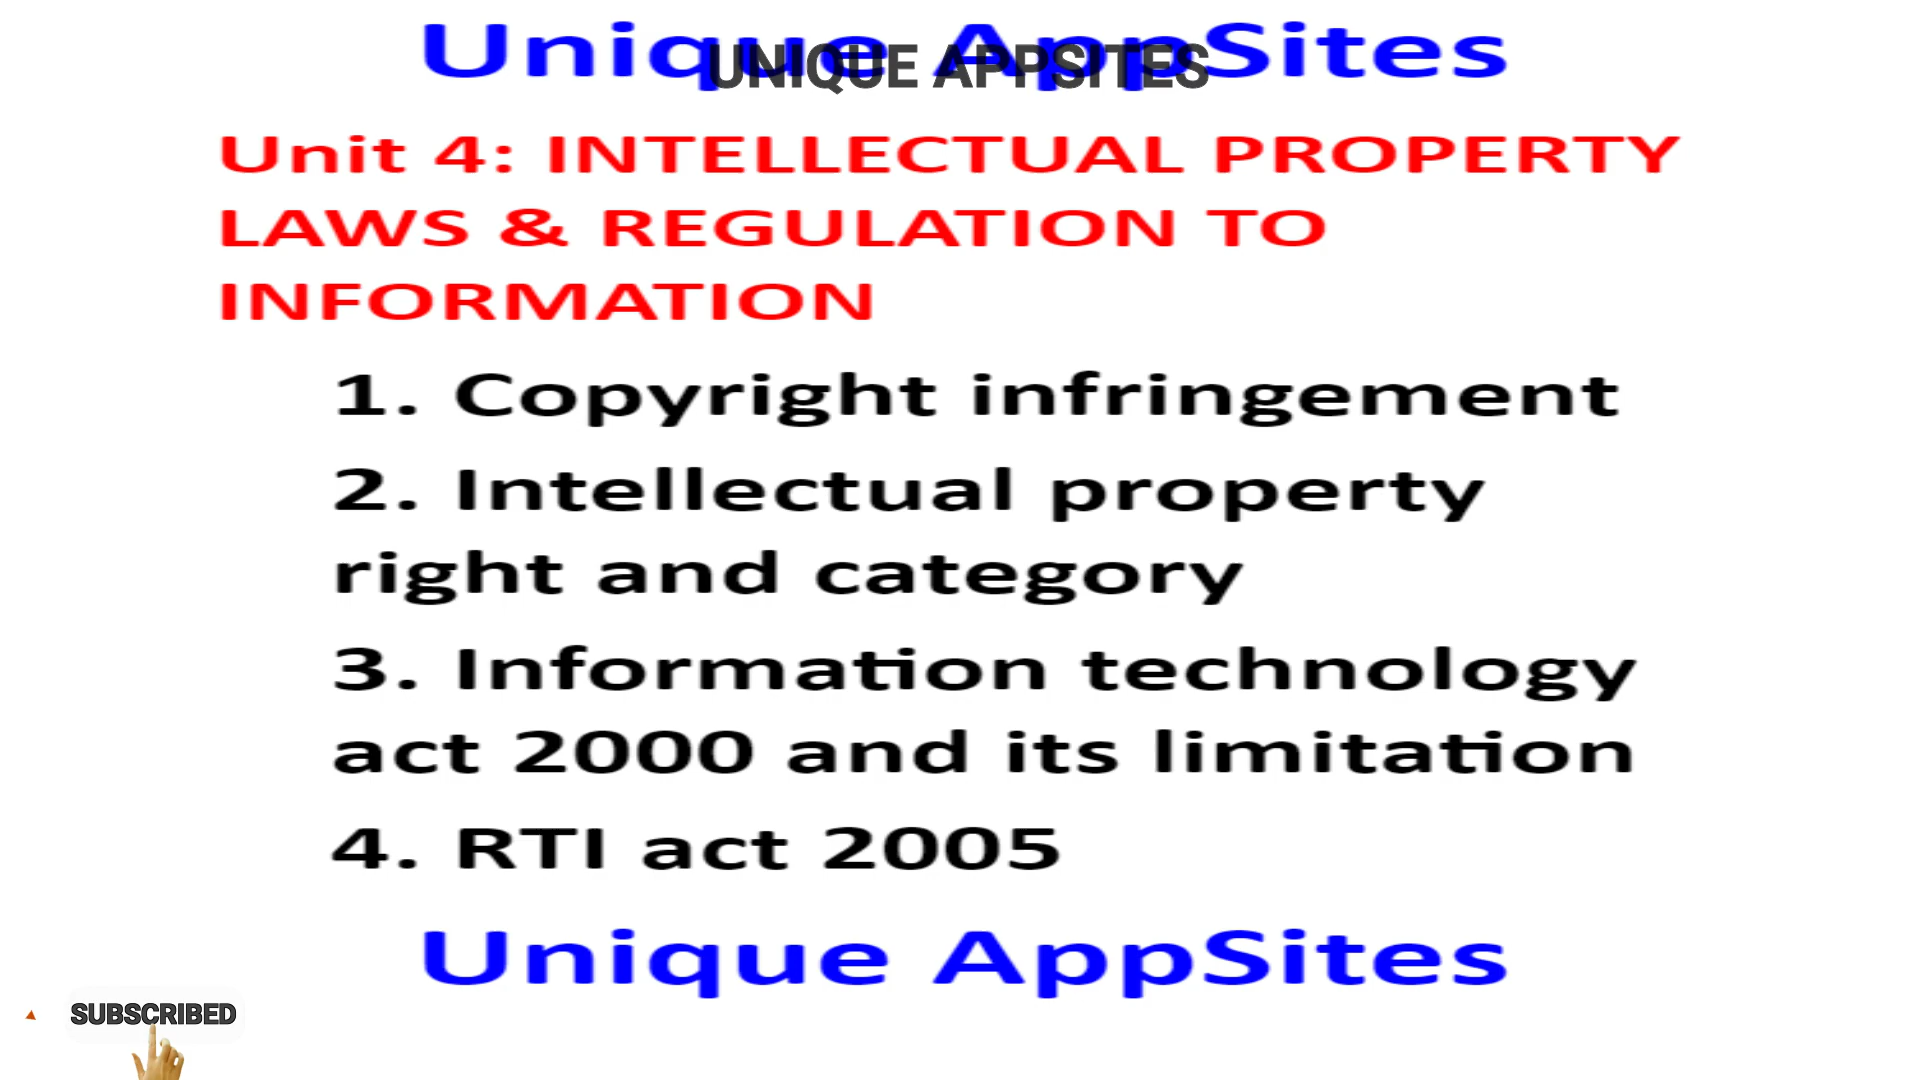 Unique AppSites
UNIQUE APPSITES
Unit 4: INTELLECTUAL PROPERTY
LAWS & REGULATION TO
INFORMATION
1. Copyright infringement
2. Intellectual property
right and category
3. Information technology
act 2000 and its limitation
4. RTI act 2005
Unique AppSites
SUBSCRIBED